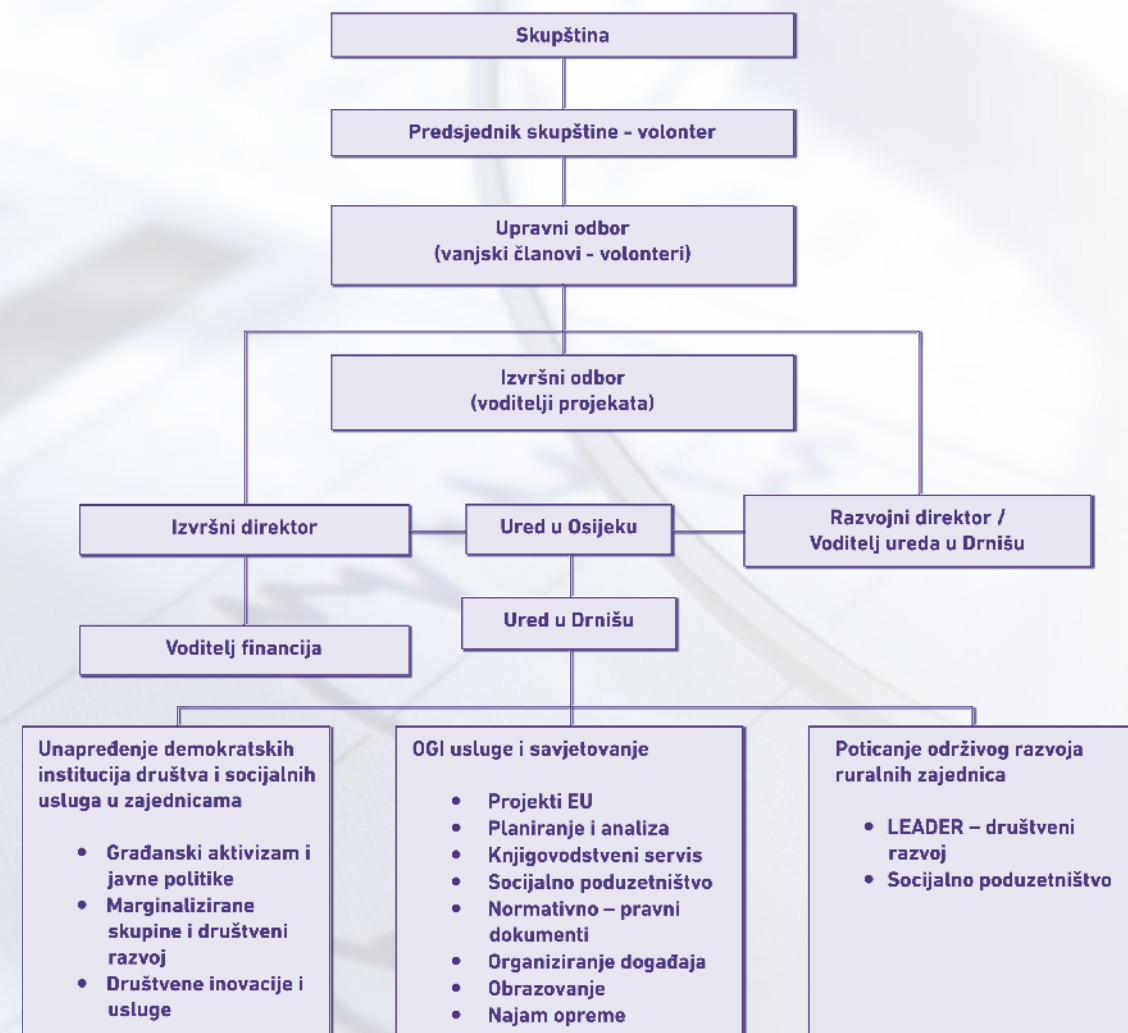 Skupština
Predsjednik skupštine - volonter
Upravni odbor
(vanjski članovi - volonteri)
Izvršni odbor
(voditelji projekata)
Izvršni direktor
Ured u Osijeku
Razvojni direktor /
Voditelj ureda u Drnišu
Voditelj financija
Ured u Drnišu
Unapređenje demokratskih
institucija društva i socijalnih
usluga u zajednicama
• Građanski aktivizam i
javne politike
• Marginalizirane
skupine i društveni
razvoj
• Društvene inovacije i
usluge
OGI usluge i savjetovanje
• Projekti EU
• Planiranje i analiza
• Knjigovodstveni servis
• Socijalno poduzetništvo
• Normativno – pravni
dokumenti
• Organiziranje događaja
• Obrazovanje
• Najam opreme
Poticanje održivog razvoja
ruralnih zajednica
• LEADER – društveni
razvoj
• Socijalno poduzetništvo